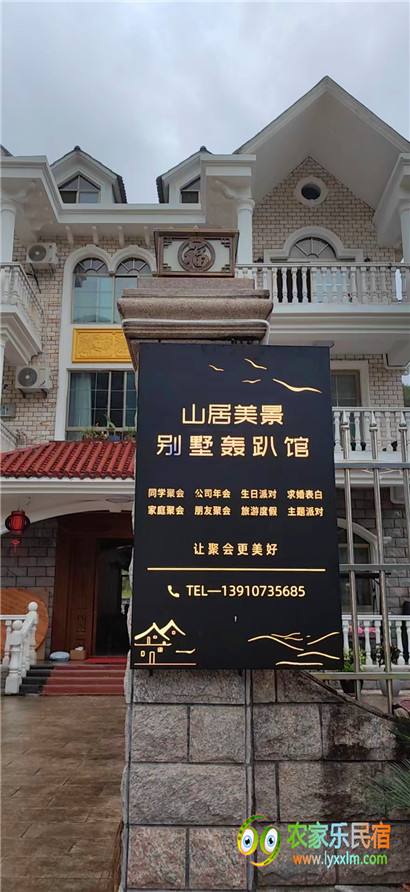 福
山居美景
别墅轰趴馆
同学聚会 公司年会 生日派对 求婚表白
家庭聚会 朋友聚会 旅游度假 主题派对
让聚会更美好
TEL—13910735685
农家乐民宿
www.lyxxlm.com